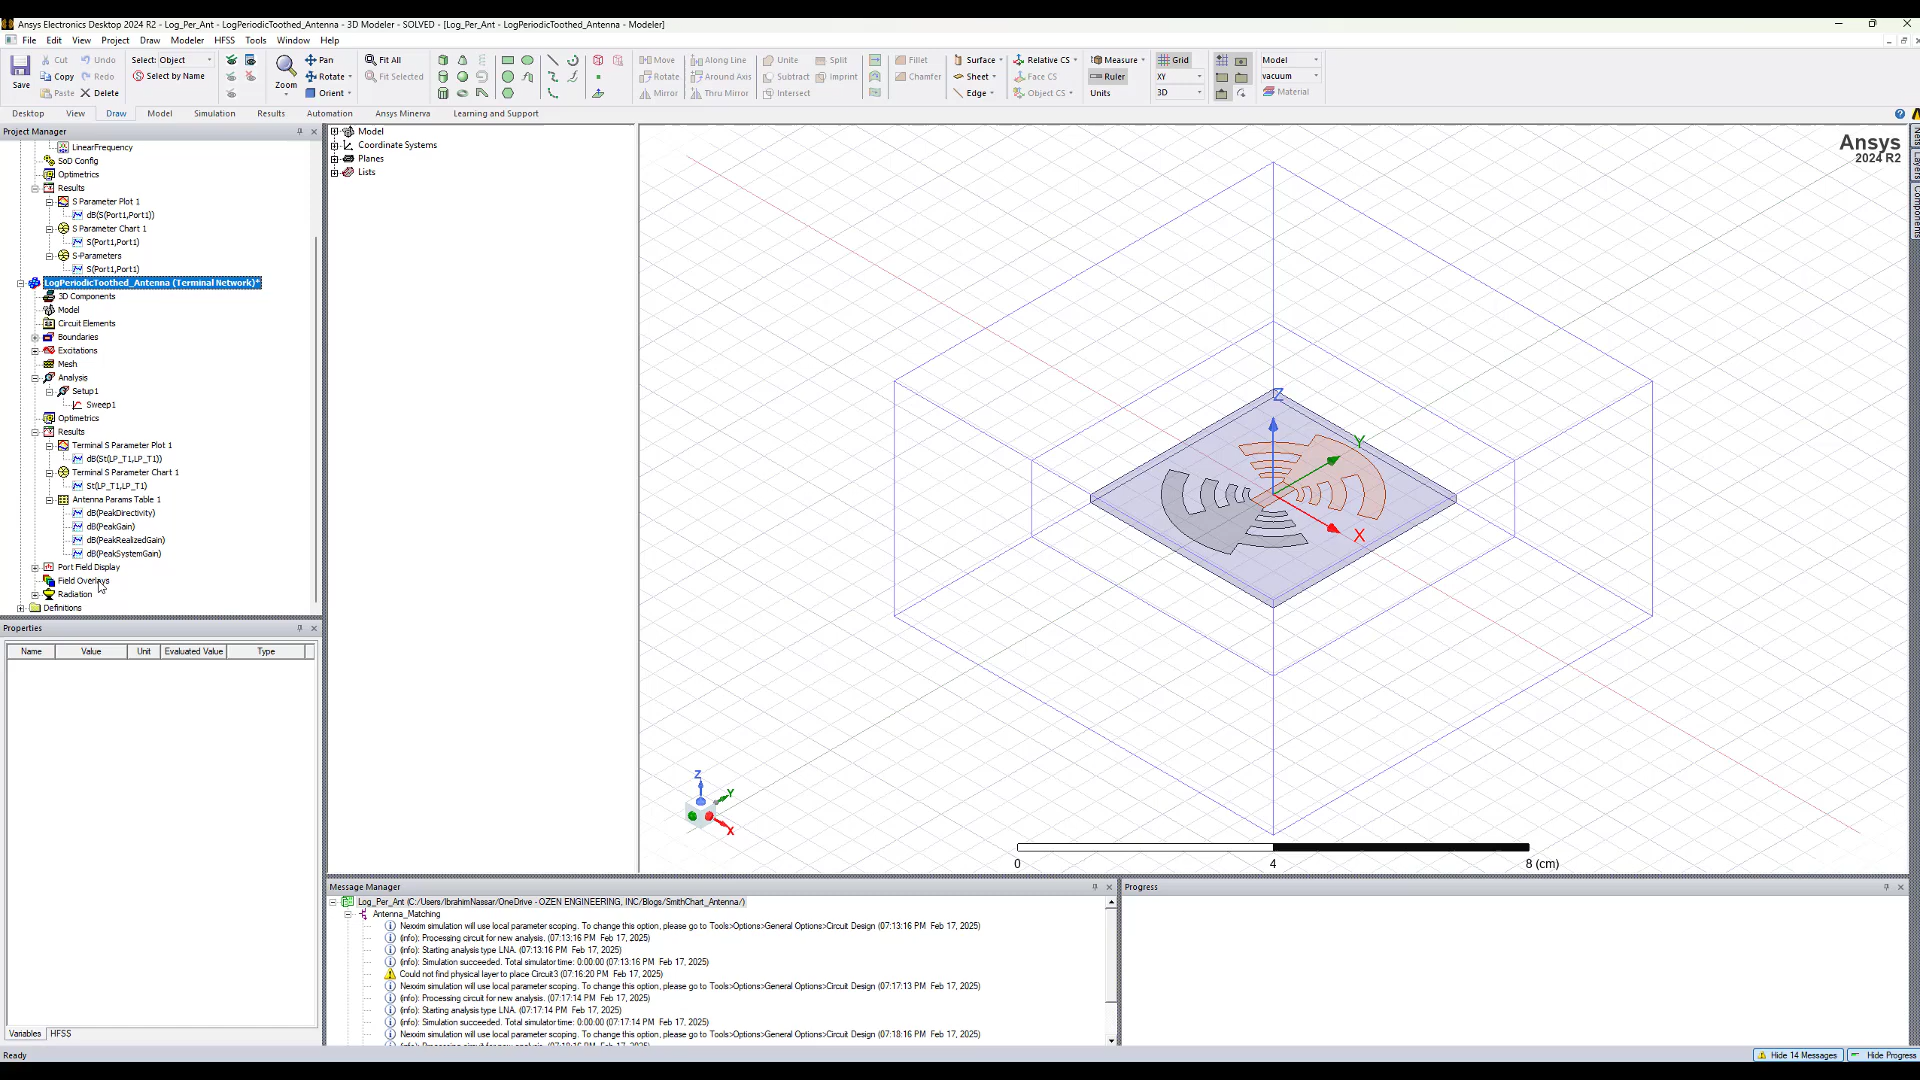 Ansys Electronics Desktop 2024 R2 - Log_Per_Ant - LogPeriodicToothed_Antenna - 3D Modeler - SOLVED - [Log_Per_Ant - LogPeriodicToothed_Antenna - Modeler]
File Edit View Project Draw Modeler HFSS Tools Window Help
Save
Cut Undo
Copy Redo
Paste Delete
Select: Object
Select by Name
Zoom
Pan
Rotate
Orient
Fit All
Fit Selected
Move Along Line
Rotate Around Axis
Mirror Thru Mirror
Unite Split
Subtract Imprint
Intersect
Fillet
Chamfer
Surface
Sheet
Edge
Relative CS
Face CS
Object CS
Measure
Ruler
Units
Grid
XY
3D
Model
vacuum
Material
Desktop View Draw Model Simulation Results Automation Ansys Minerva Learning and Support
Project Manager
LinearFrequency
SoD Config
Optimetrics
Results
S Parameter Plot 1
dB(S(Port1,Port1))
S Parameter Chart 1
S(Port1,Port1)
S-Parameters
S(Port1,Port1)
LogPeriodicToothed_Antenna (Terminal Network)*
3D Components
Model
Circuit Elements
Boundaries
Excitations
Mesh
Analysis
Setup1
Sweep1
Optimetrics
Results
Terminal S Parameter Plot 1
dB(St(LP_T1,LP_T1))
Terminal S Parameter Chart 1
St(LP_T1,LP_T1)
Antenna Params Table 1
dB(PeakDirectivity)
dB(PeakGain)
dB(PeakRealizedGain)
dB(PeakSystemGain)
Port Field Display
Field Overlays
Radiation
Definitions
Properties
Name Value Unit Evaluated Value Type
Variables HFSS
Ready
Model
Coordinate Systems
Planes
Lists
Ansys
2024 R2
Nets
Layers
Components
Z
Y
X
Z
Y
X
0 4 8 (cm)
Message Manager
Log_Per_Ant (C:/Users/IbrahimNassar/OneDrive - OZEN ENGINEERING, INC/Blogs/SmithChart_Antenna/)
Antenna_Matching
Nexxim simulation will use local parameter scoping. To change this option, please go to Tools>Options>General Options>Circuit Design (07:13:16 PM Feb 17, 2025)
(info): Processing circuit for new analysis. (07:13:16 PM Feb 17, 2025)
(info): Starting analysis type LNA. (07:13:16 PM Feb 17, 2025)
(info): Simulation succeeded. Total simulator time: 0:00:00 (07:13:16 PM Feb 17, 2025)
Could not find physical layer to place Circuit3 (07:16:20 PM Feb 17, 2025)
Nexxim simulation will use local parameter scoping. To change this option, please go to Tools>Options>General Options>Circuit Design (07:17:13 PM Feb 17, 2025)
(info): Processing circuit for new analysis. (07:17:14 PM Feb 17, 2025)
(info): Starting analysis type LNA. (07:17:14 PM Feb 17, 2025)
(info): Simulation succeeded. Total simulator time: 0:00:00 (07:17:14 PM Feb 17, 2025)
Nexxim simulation will use local parameter scoping. To change this option, please go to Tools>Options>General Options>Circuit Design (07:18:16 PM Feb 17, 2025)
Progress
Hide 14 Messages
Hide Progress